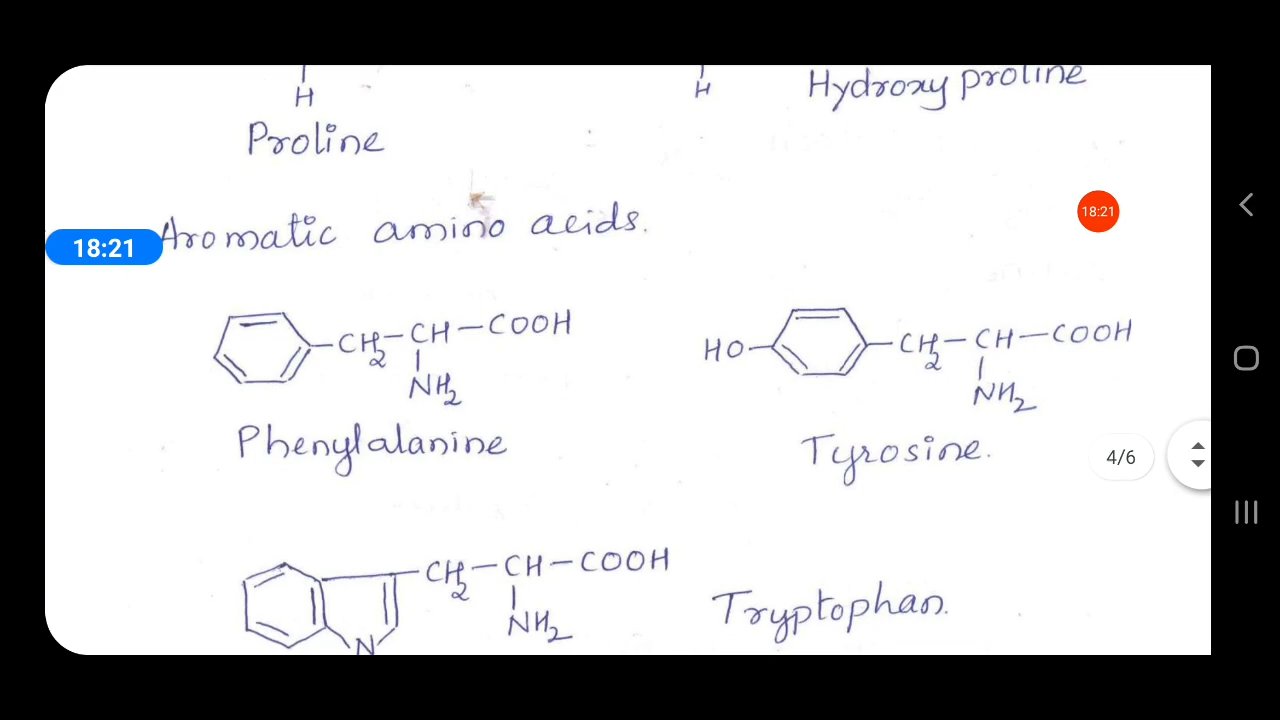 H
H
Hydroxy proline
Proline
Aromatic amino acids.
18:21
18:21
CH2-CH-COOH
NH2
HO
CH2-CH-COOH
NH2
Phenylalanine
Tyrosine.
4/6
CH2-CH-COOH
NH2
N
Tryptophan.